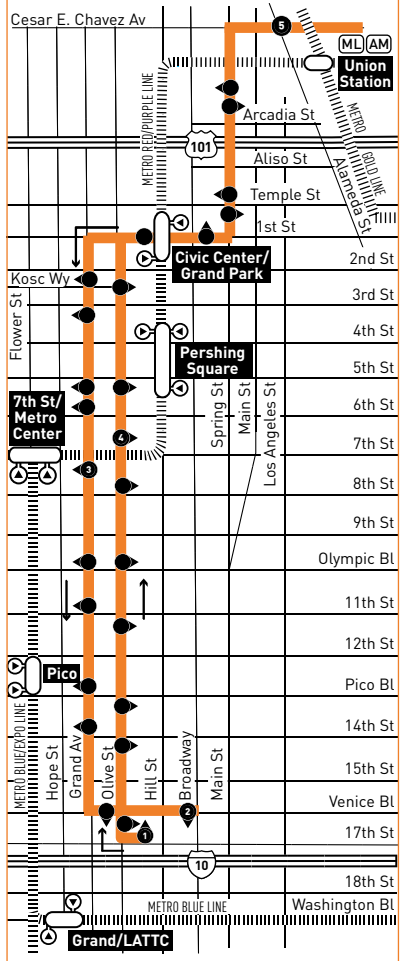 Cesar E. Chavez Av
5
ML AM
Union
Station
METRO RED/PURPLE LINE
Arcadia St
METRO
GOLD LINE
101
Aliso St
Alameda St
Temple St
1st St
Civic Center/
Grand Park
2nd St
Kosc Wy
3rd St
Flower St
4th St
Pershing
Square
5th St
7th St/
Metro
Center
Spring St
Main St
Los Angeles St
6th St
4
7th St
3
8th St
9th St
Olympic Bl
11th St
12th St
Pico
Pico Bl
14th St
METRO BLUE/EXPO LINE
Hope St
Grand Av
Olive St
Hill St
Broadway
Main St
15th St
Venice Bl
2
1
17th St
10
18th St
METRO BLUE LINE
Washington Bl
Grand/LATTC